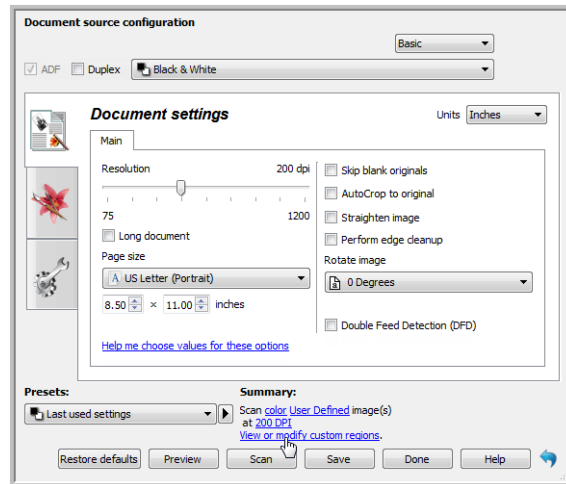 Document source configuration
Basic
ADF Duplex Black & White
Document settings
Units Inches
Main
Resolution 200 dpi
75 1200
Long document
Page size
A US Letter (Portrait)
8.50 × 11.00 inches
Help me choose values for these options
Skip blank originals
AutoCrop to original
Straighten image
Perform edge cleanup
Rotate image
0 Degrees
Double Feed Detection (DFD)
Presets:
Last used settings
Summary:
Scan color User Defined image(s)
at 200 DPI
View or modify custom regions.
Restore defaults Preview Scan Save Done Help